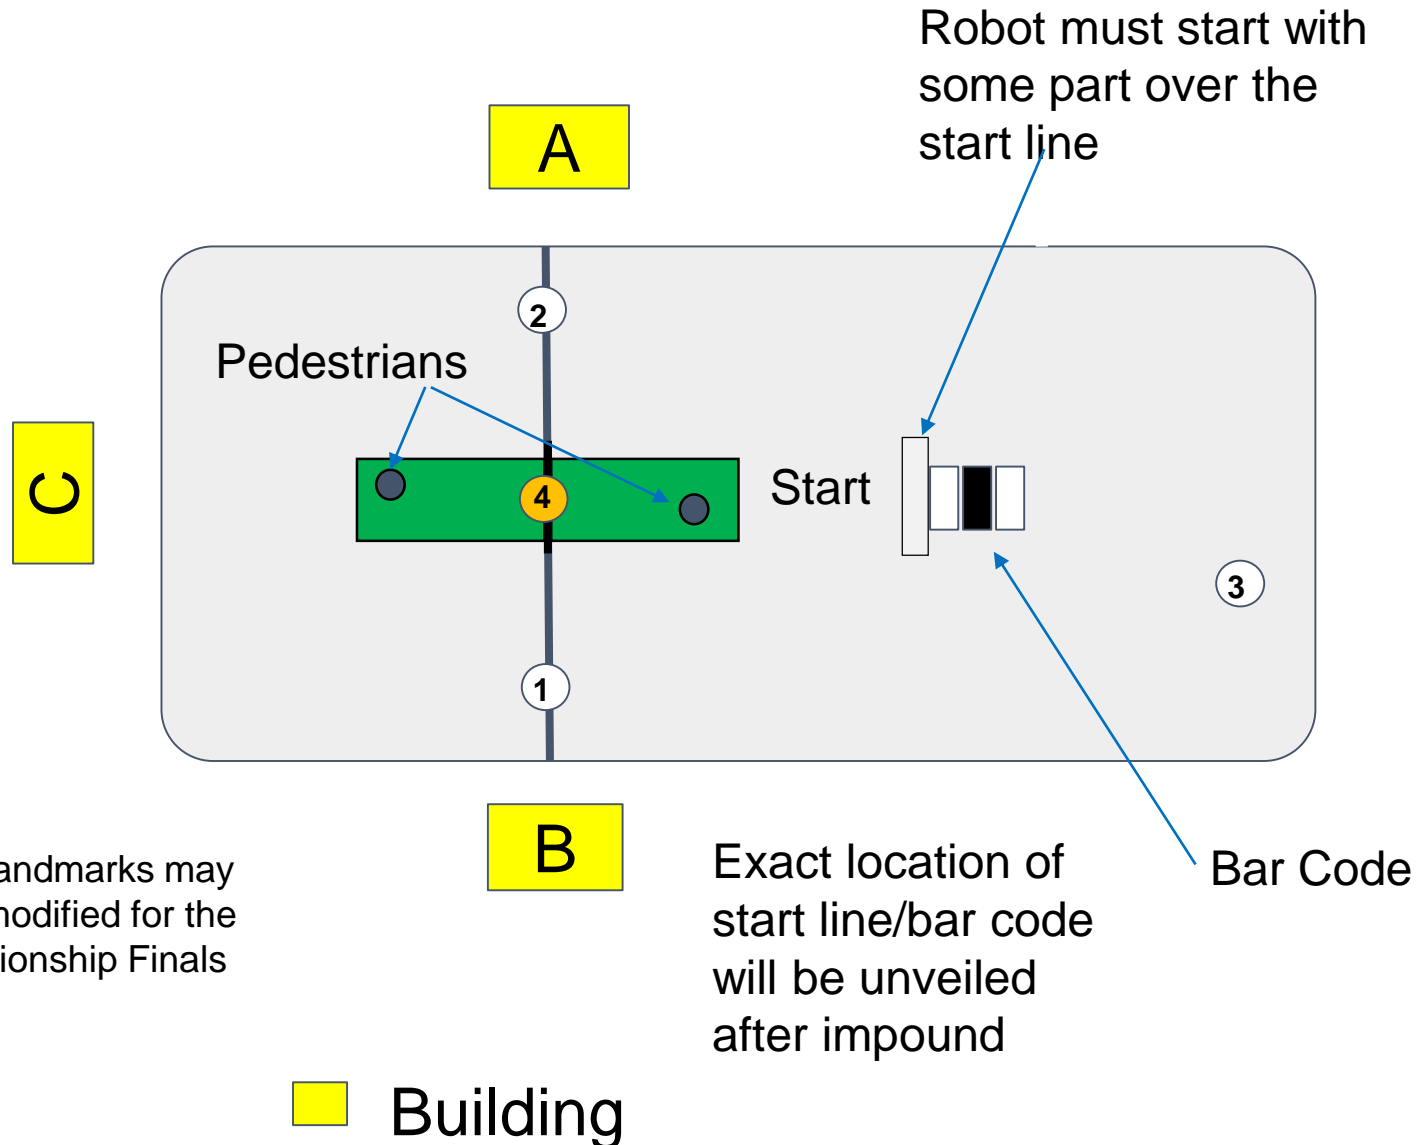 Robot must start with
some part over the
start line
A
2
Pedestrians
C
4
Start
3
1
B
andmarks may
modified for the
ionship Finals
Exact location of
start line/bar code
will be unveiled
after impound
Bar Code
Building